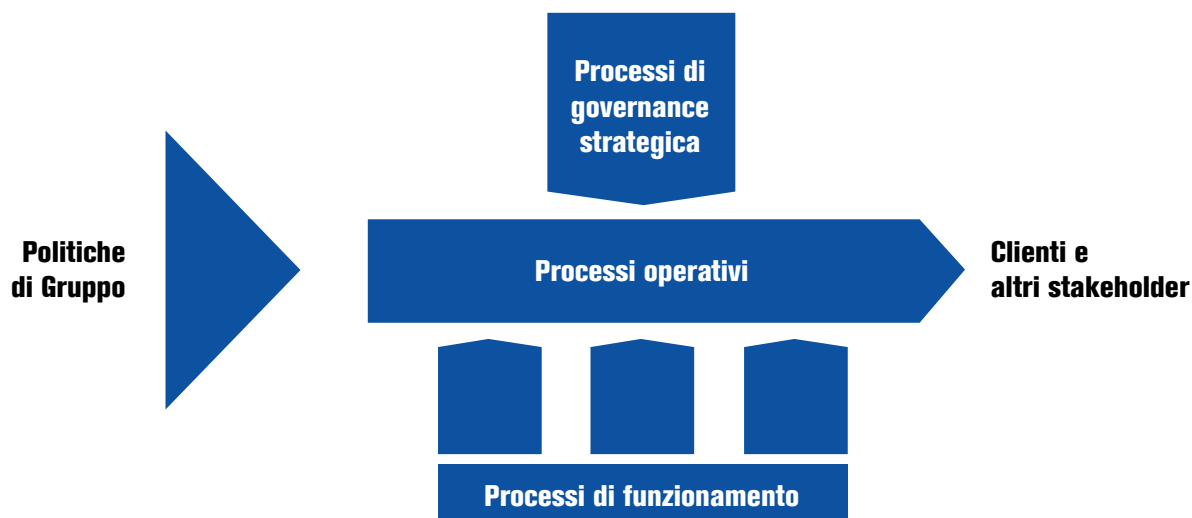 Processi di
governance
strategica
Politiche
di Gruppo
Processi operativi
Clienti e
altri stakeholder
Processi di funzionamento